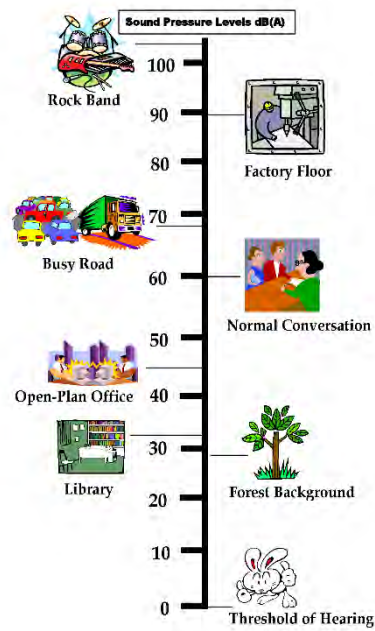 Sound Pressure Levels dB(A)
100
Rock Band
90
80
Factory Floor
70
Busy Road
60
Normal Conversation
50
Open-Plan Office
40
30
Library
Forest Background
20
10
0
Threshold of Hearing